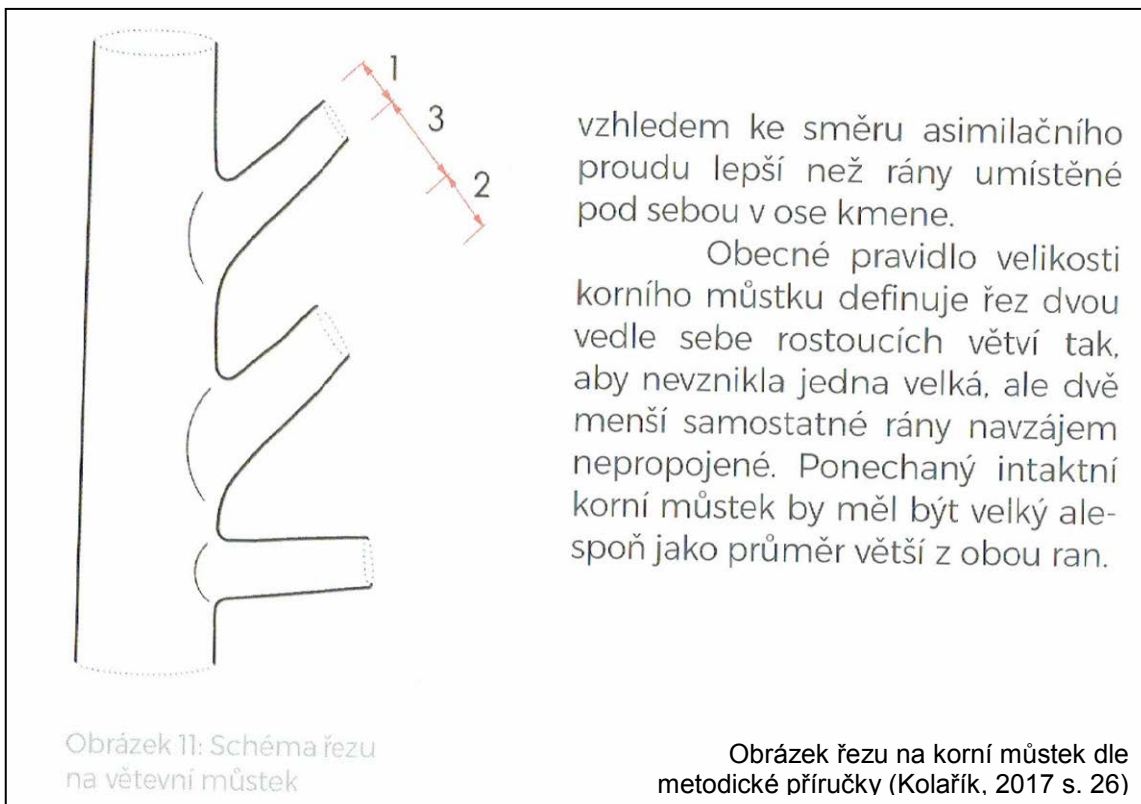 1
3
2
vzhledem ke směru asimilačního
proudu lepší než rány umístěné
pod sebou v ose kmene.
Obecné pravidlo velikosti
korního můstku definuje řez dvou
vedle sebe rostoucích větví tak,
aby nevznikla jedna velká, ale dvě
menší samostatné rány navzájem
nepropojené. Ponechaný intaktní
korní můstek by měl být velký ale-
spoň jako průměr větší z obou ran.
Obrázek 11: Schéma řezu
na větevní můstek
Obrázek řezu na korní můstek dle
metodické příručky (Kolařík, 2017 s. 26)